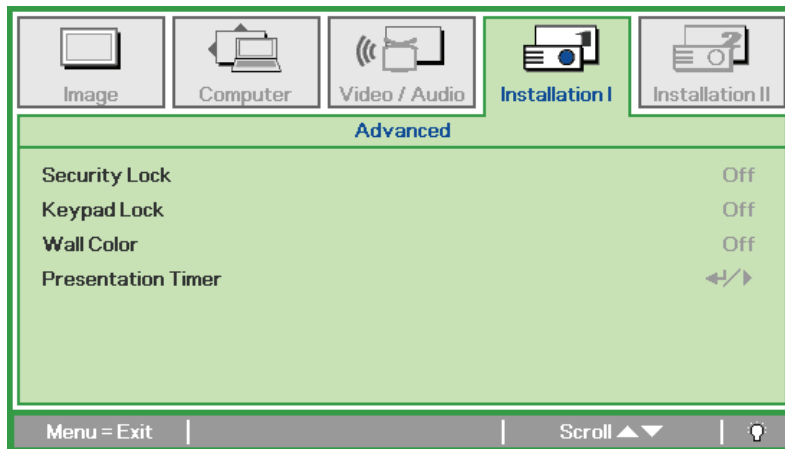 Image Computer Video / Audio Installation I Installation II
Advanced
Security Lock Off
Keypad Lock Off
Wall Color Off
Presentation Timer ↵/▶
Menu = Exit Scroll ▲▼